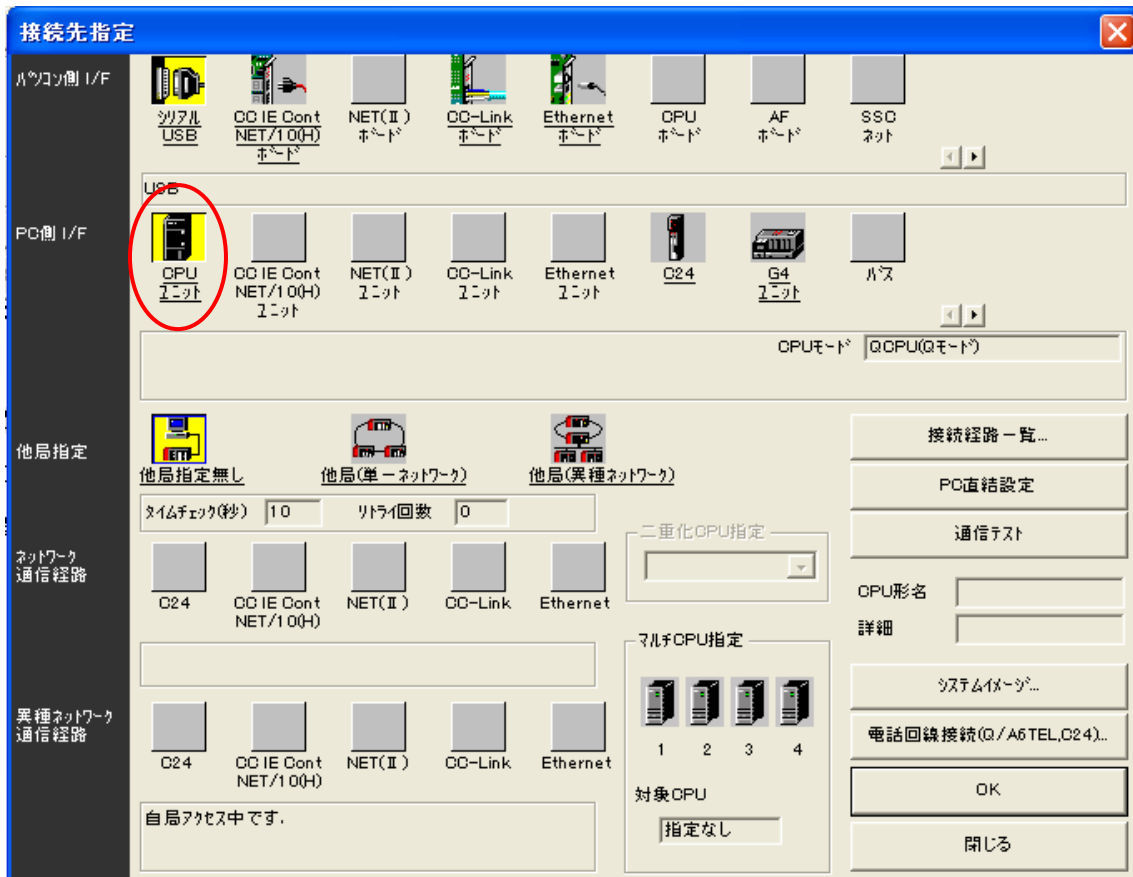 接続先指定
パソコン側 I/F
シリアル
USB
CC IE Cont
NET/10(H)
ボード
NET(Ⅱ)
ボード
CC-Link
ボード
Ethernet
ボード
CPU
ボード
AF
ボード
SSC
ネット
USB
PC側 I/F
CPU
ユニット
CC IE Cont
NET/10(H)
ユニット
NET(Ⅱ)
ユニット
CC-Link
ユニット
Ethernet
ユニット
C24
G4
ユニット
バス
CPUモード QCPU(Qモード)
他局指定
他局指定無し
他局(単一ネットワーク)
他局(異種ネットワーク)
タイムチェック(秒) 10 リトライ回数 0
接続経路一覧...
PC直結設定
通信テスト
二重化CPU指定
ネットワーク
通信経路
C24
CC IE Cont
NET/10(H)
NET(Ⅱ)
CC-Link
Ethernet
CPU形名
詳細
マルチCPU指定
1 2 3 4
対象CPU
指定なし
システムイメージ...
電話回線接続(Q/A6TEL,C24)...
OK
閉じる
異種ネットワーク
通信経路
C24
CC IE Cont
NET/10(H)
NET(Ⅱ)
CC-Link
Ethernet
自局アクセス中です.